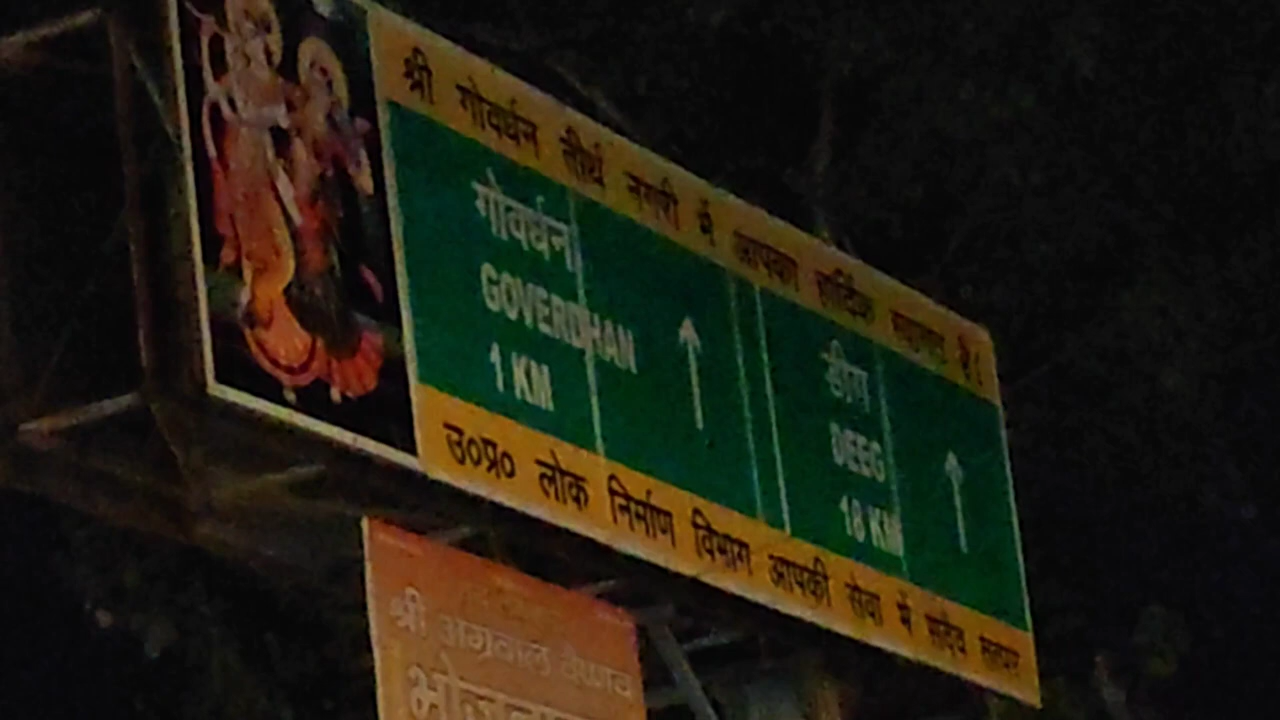 श्री गोवर्धन तीर्थ नगरी में आपका हार्दिक स्वागत है।
गोवर्धन
GOVERDHAN
1 KM
डीग
DEEG
18 KM
उ०प्र० लोक निर्माण विभाग आपकी सेवा में सदैव तत्पर
श्री अग्रवाल वैष्णव